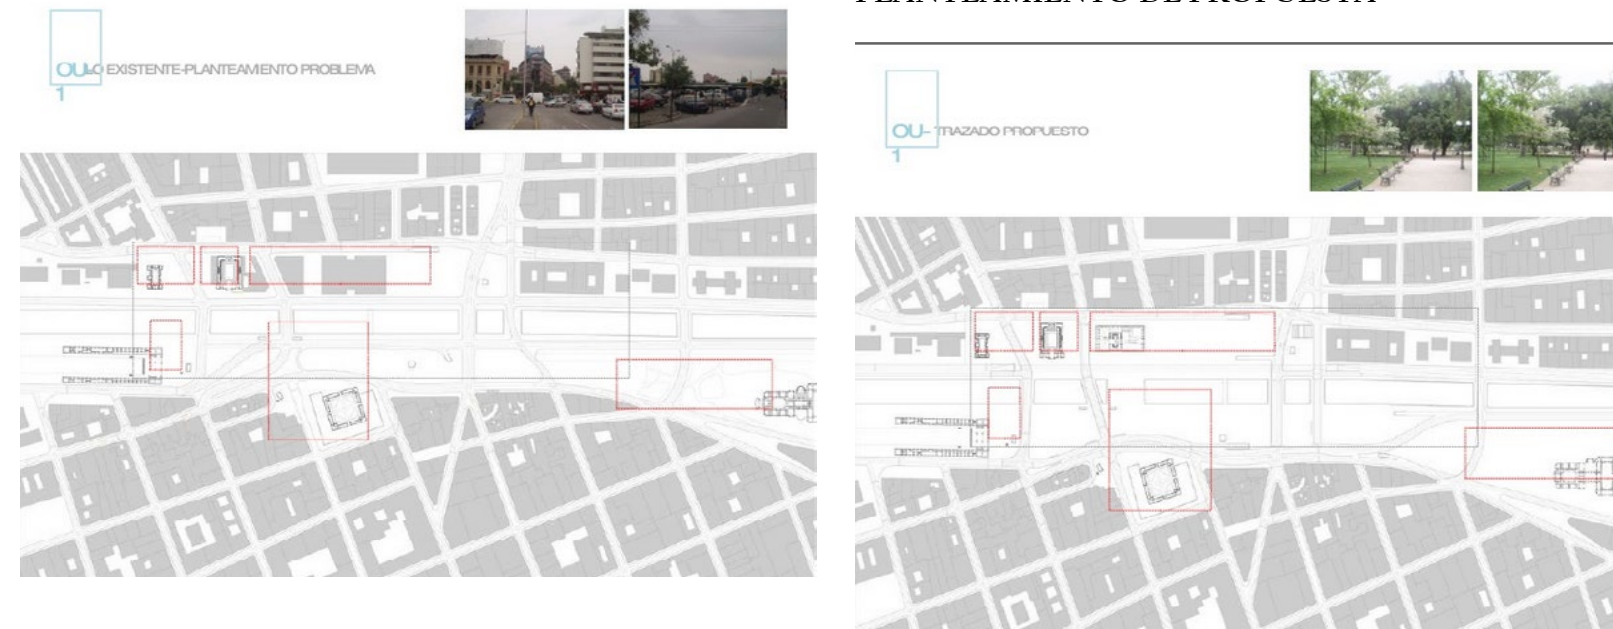 OU-LO EXISTENTE-PLANTEAMIENTO PROBLEMA
1
PLANTEAMIENTO DE PROPUESTA
OU- TRAZADO PROPUESTO
1